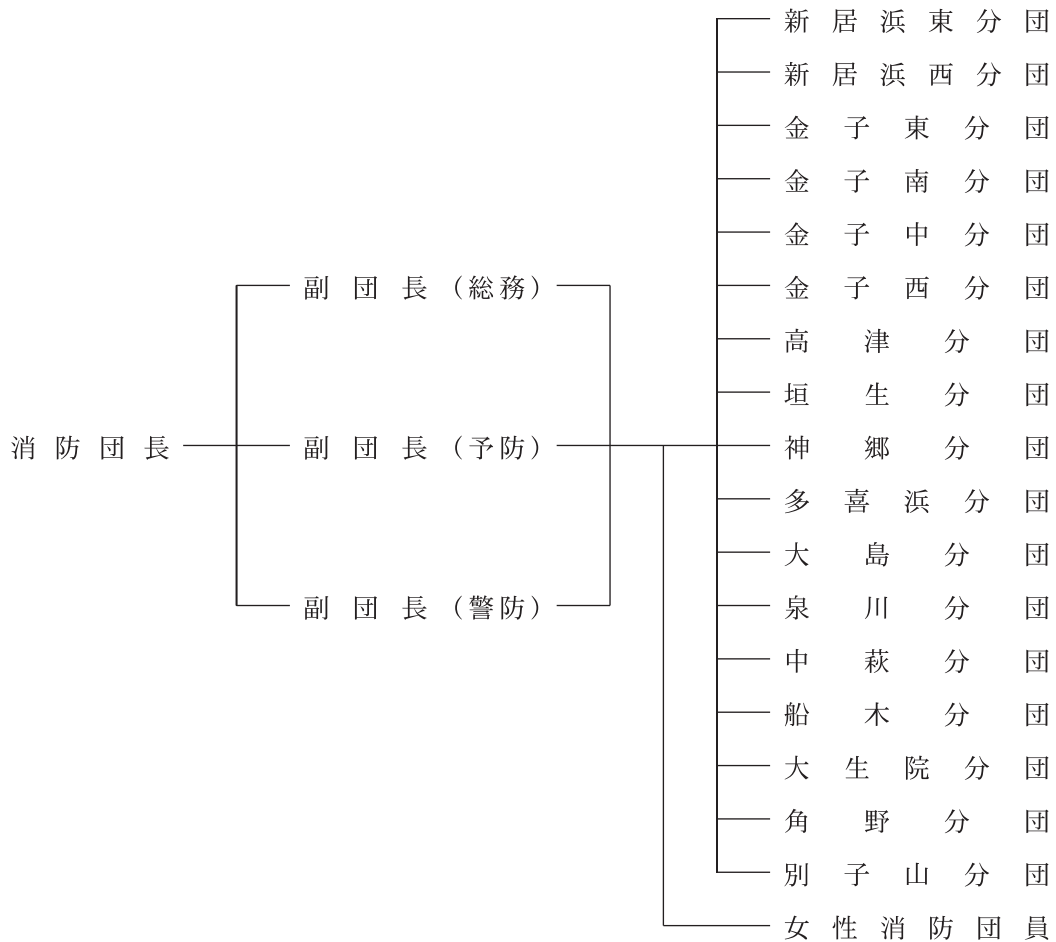 消防団長
副団長（総務）
副団長（予防）
副団長（警防）
新居浜東分団
新居浜西分団
金子東分団
金子南分団
金子中分団
金子西分団
高津分団
垣生分団
神郷分団
多喜浜分団
大島分団
泉川分団
中萩分団
船木分団
大生院分団
角野分団
別子山分団
女性消防団員